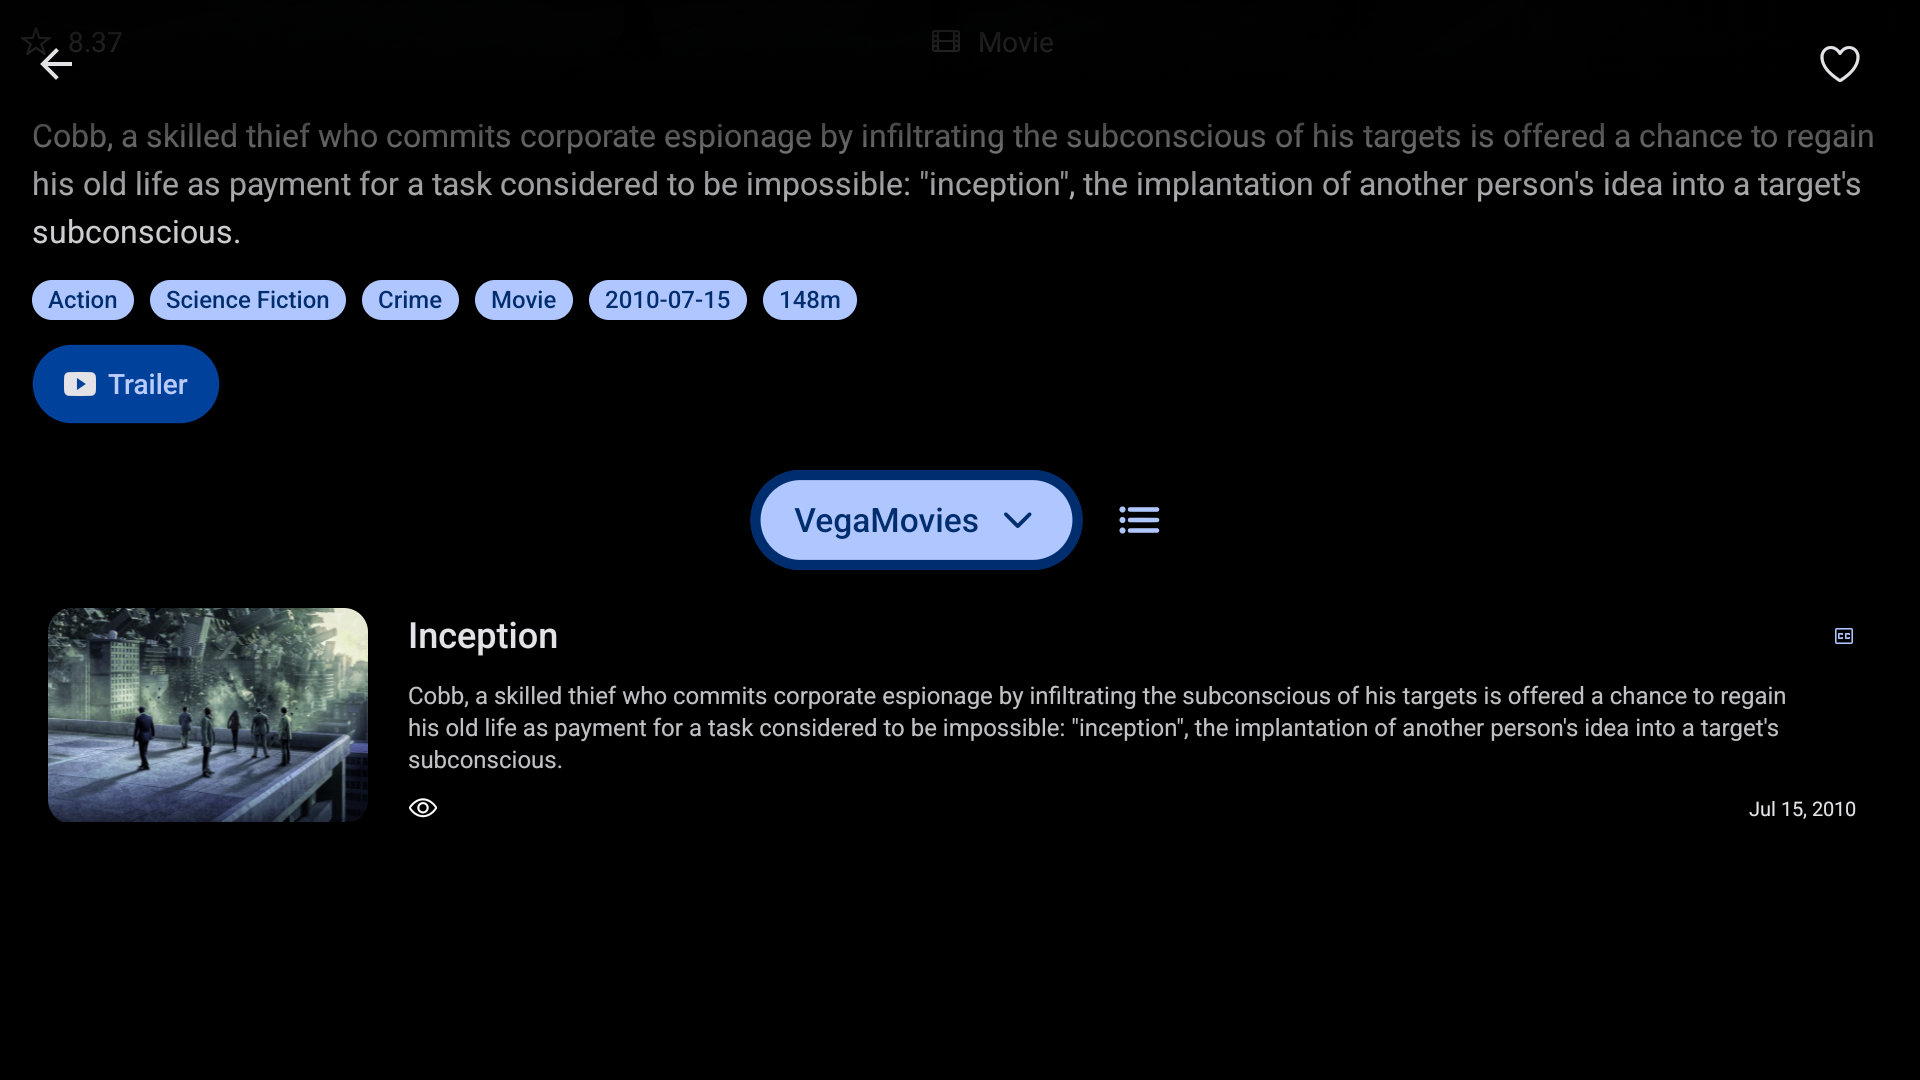 8.37
Movie
Cobb, a skilled thief who commits corporate espionage by infiltrating the subconscious of his targets is offered a chance to regain
his old life as payment for a task considered to be impossible: "inception", the implantation of another person's idea into a target's
subconscious.
Action Science Fiction Crime Movie 2010-07-15 148m
Trailer
VegaMovies
Inception
CC
Cobb, a skilled thief who commits corporate espionage by infiltrating the subconscious of his targets is offered a chance to regain
his old life as payment for a task considered to be impossible: "inception", the implantation of another person's idea into a target's
subconscious.
Jul 15, 2010